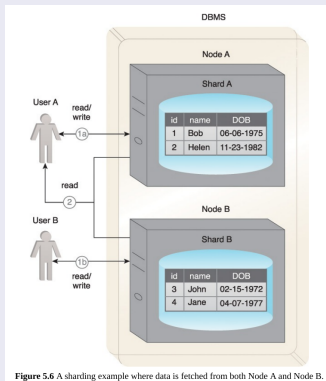 DBMS
Node A
Shard A
User A
read/
write
1a
id name DOB
1 Bob 06-06-1975
2 Helen 11-23-1982
read
2
Node B
User B
Shard B
1b
read/
write
id name DOB
3 John 02-15-1972
4 Jane 04-07-1977
Figure 5.6 A sharding example where data is fetched from both Node A and Node B.